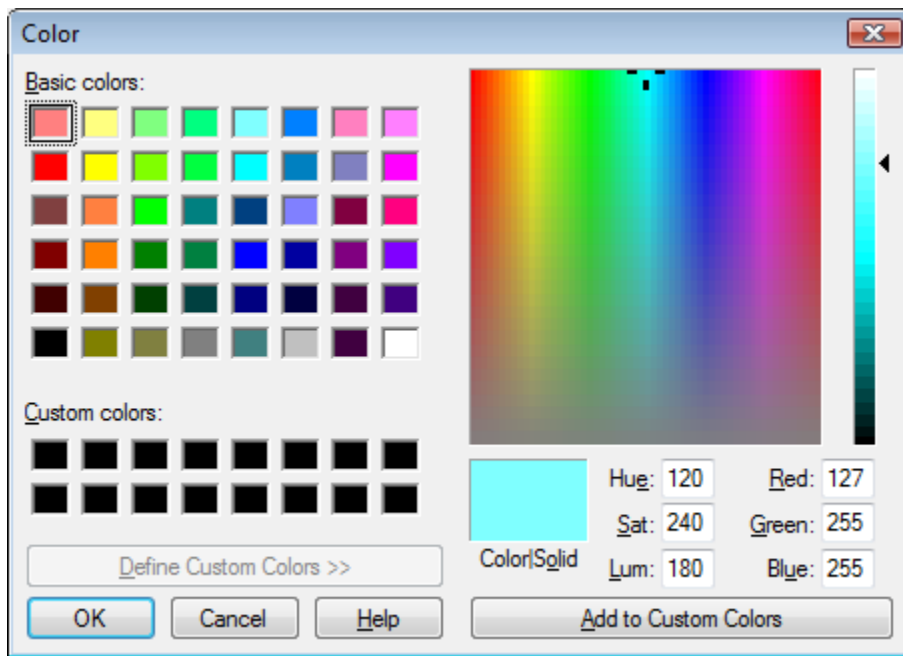 Color
Basic colors:
Custom colors:
Define Custom Colors >>
OK Cancel Help
Color|Solid
Hue: 120 Red: 127
Sat: 240 Green: 255
Lum: 180 Blue: 255
Add to Custom Colors